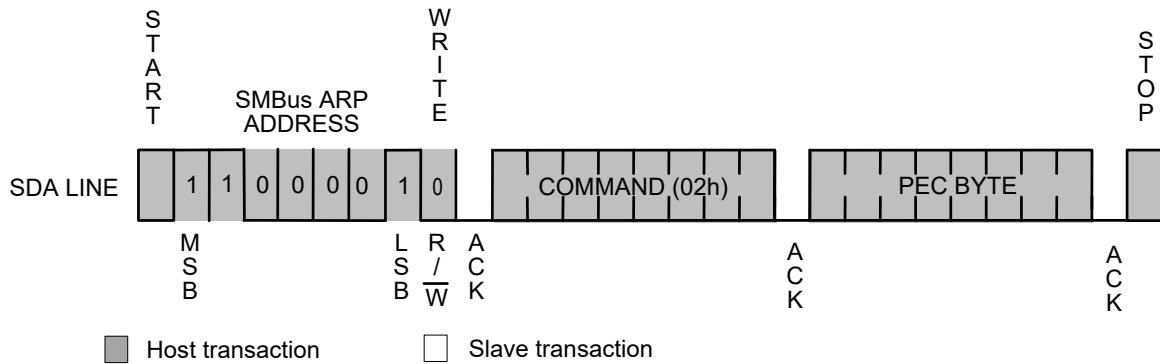 START
WRITE
STOP
SMBus ARP
ADDRESS
SDA LINE
1 1 0 0 0 0 1 0
COMMAND (02h)
PEC BYTE
MSB
LSB
R/W̅
ACK
ACK
ACK
Host transaction
Slave transaction